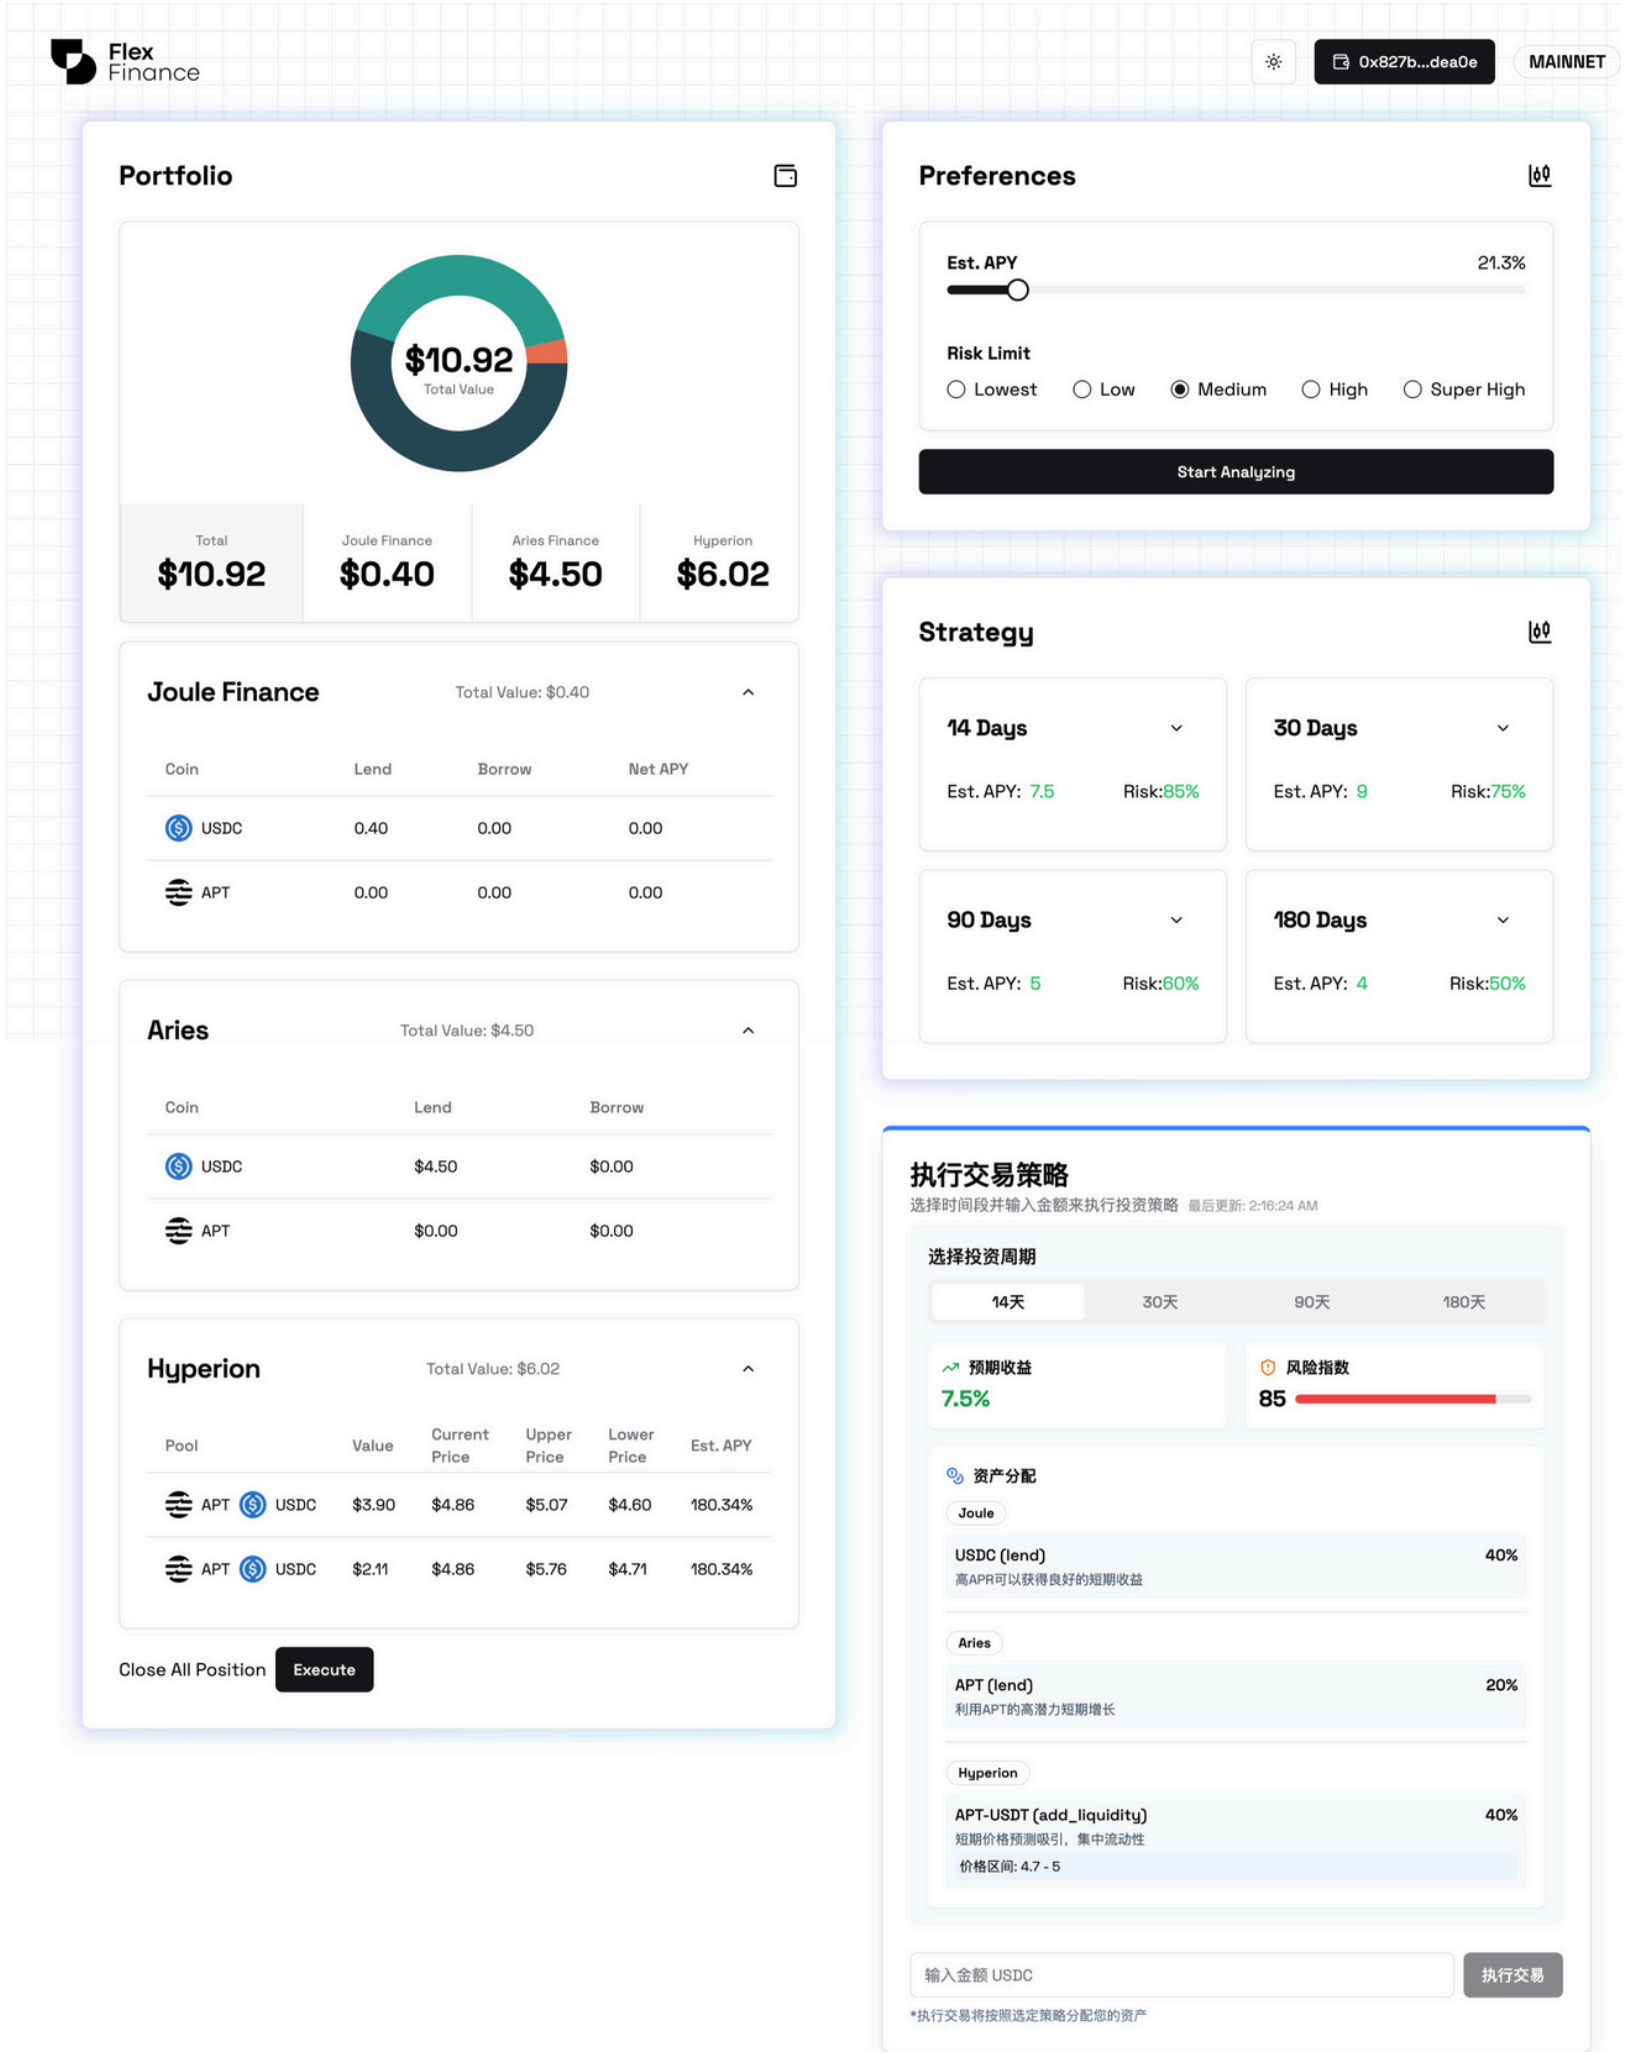 Flex
Finance
0x827b...dea0e
MAINNET
Portfolio
$10.92
Total Value
Total
$10.92
Joule Finance
$0.40
Aries Finance
$4.50
Hyperion
$6.02
Joule Finance
Total Value: $0.40
Coin Lend Borrow Net APY
USDC 0.40 0.00 0.00
APT 0.00 0.00 0.00
Aries
Total Value: $4.50
Coin Lend Borrow
USDC $4.50 $0.00
APT $0.00 $0.00
Hyperion
Total Value: $6.02
Pool Value Current Price Upper Price Lower Price Est. APY
APT USDC $3.90 $4.86 $5.07 $4.60 180.34%
APT USDC $2.11 $4.86 $5.76 $4.71 180.34%
Close All Position
Execute
Preferences
Est. APY 21.3%
Risk Limit
Lowest Low Medium High Super High
Start Analyzing
Strategy
14 Days
Est. APY: 7.5 Risk:85%
30 Days
Est. APY: 9 Risk:75%
90 Days
Est. APY: 5 Risk:60%
180 Days
Est. APY: 4 Risk:50%
执行交易策略
选择时间段并输入金额来执行投资策略 最后更新: 2:16:24 AM
选择投资周期
14天 30天 90天 180天
预期收益
7.5%
风险指数
85
资产分配
Joule
USDC (lend) 40%
高APR可以获得良好的短期收益
Aries
APT (lend) 20%
利用APT的高潜力短期增长
Hyperion
APT-USDT (add_liquidity) 40%
短期价格预测吸引，集中流动性
价格区间: 4.7 - 5
输入金额 USDC
执行交易
*执行交易将按照选定策略分配您的资产